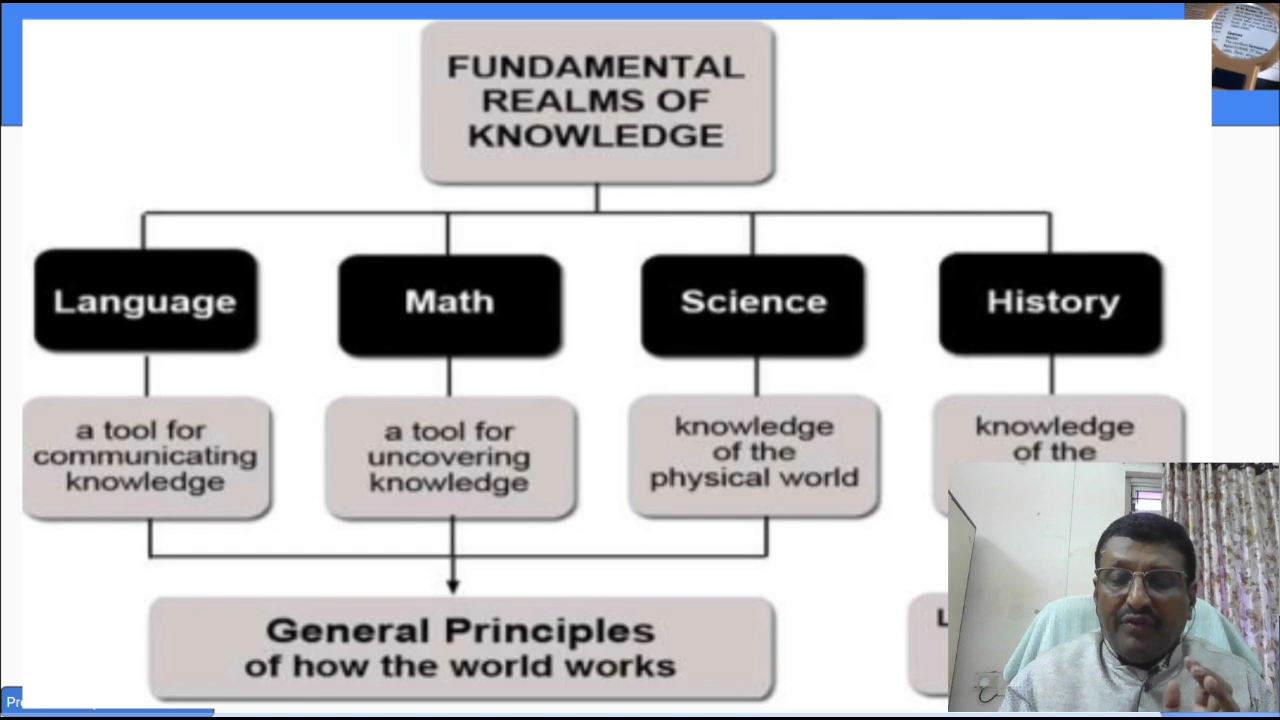 FUNDAMENTAL
REALMS OF
KNOWLEDGE
Language
Math
Science
History
a tool for
communicating
knowledge
a tool for
uncovering
knowledge
knowledge
of the
physical world
knowledge
of the
General Principles
of how the world works